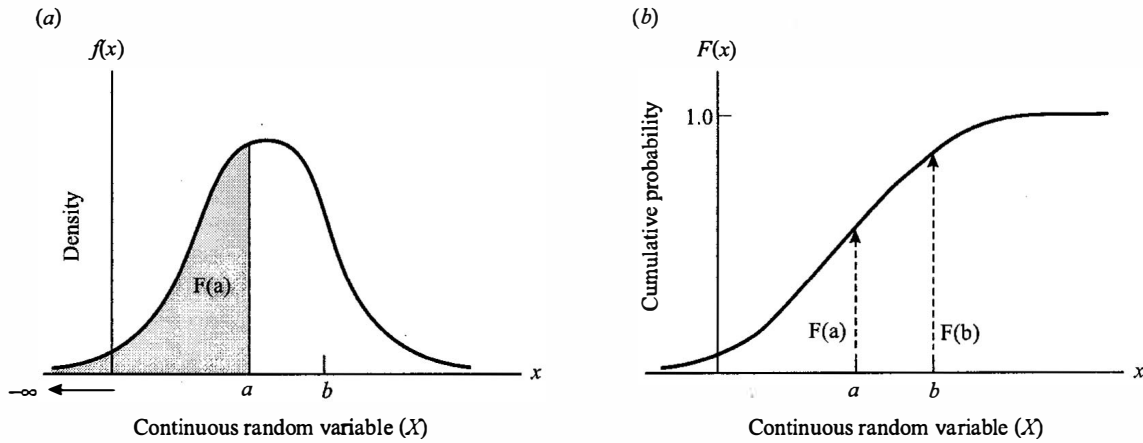 (a)
f(x)
Density
F(a)
−∞
a
b
x
Continuous random variable (X)
(b)
F(x)
Cumulative probability
1.0
F(a)
F(b)
a
b
x
Continuous random variable (X)